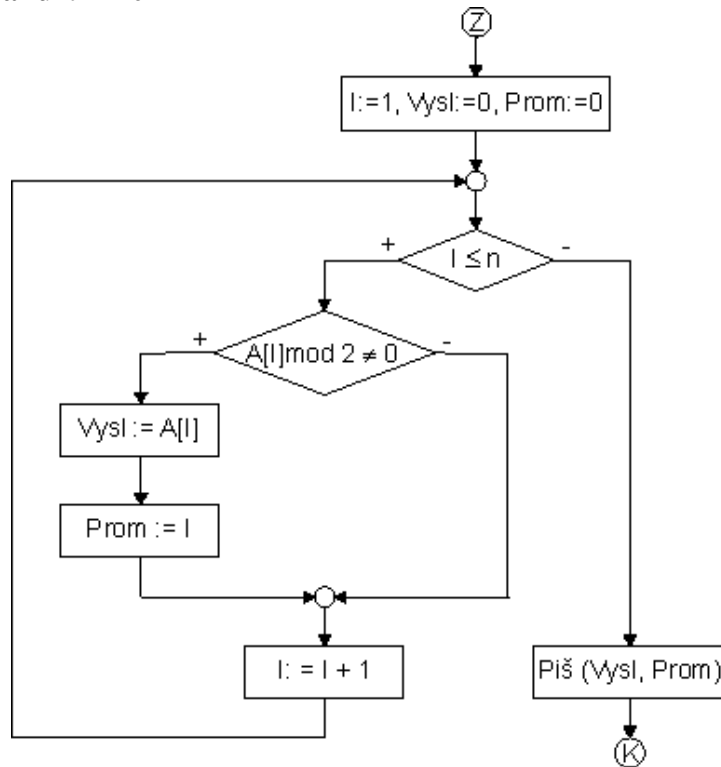 Z
I:=1, Vysl:=0, Prom:=0
+
I ≤ n
-
+
A[I]mod 2 ≠ 0
-
Vysl := A[I]
Prom := I
I: = I + 1
Piš (Vysl, Prom)
K